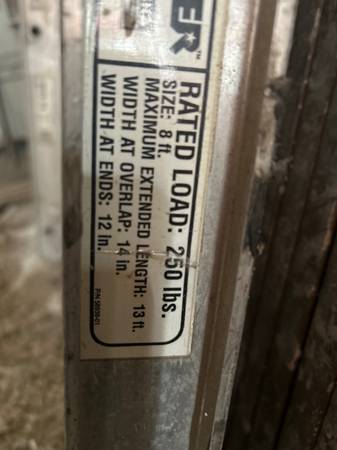 ER™
RATED LOAD: 250 lbs.
SIZE: 8 ft.
MAXIMUM EXTENDED LENGTH: 13 ft.
WIDTH AT OVERLAP: 14 in.
WIDTH AT ENDS: 12 in.